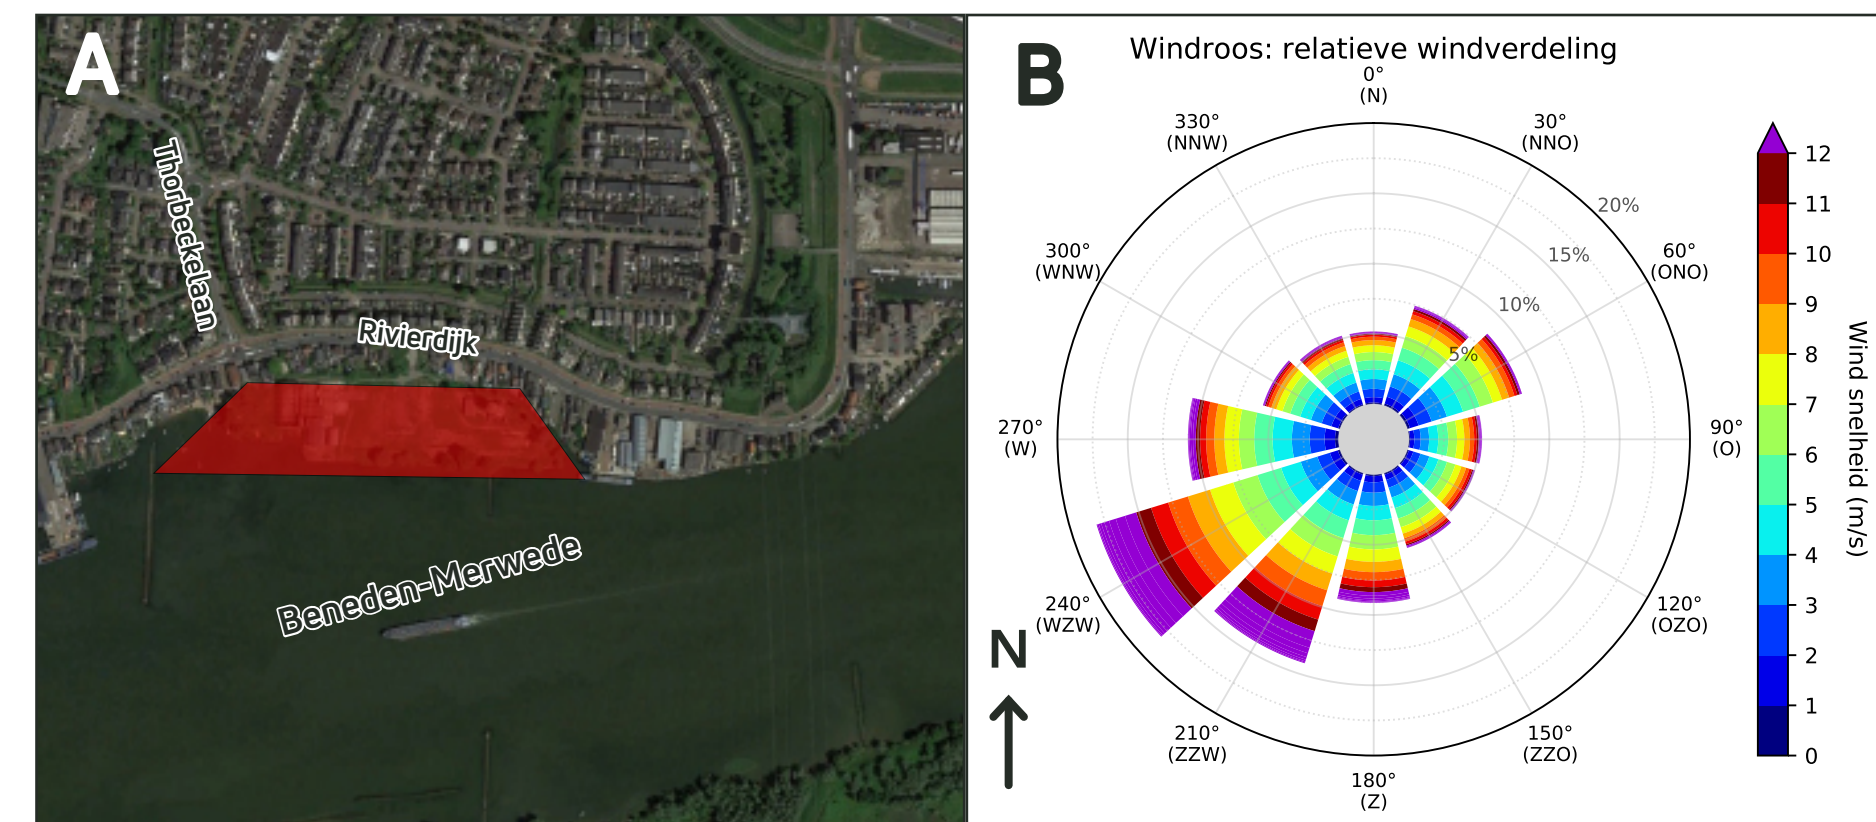 A
Thorbeckelaan
Rivierdijk
Beneden-Merwede
B
Windroos: relatieve windverdeling
0°
(N)
330°
(NNW)
30°
(NNO)
20%
300°
(WNW)
15%
60°
(ONO)
10%
5%
270°
(W)
90°
(O)
240°
(WZW)
120°
(OZO)
210°
(ZZW)
150°
(ZZO)
180°
(Z)
N
12
11
10
9
8
7
6
5
4
3
2
1
0
Wind snelheid (m/s)